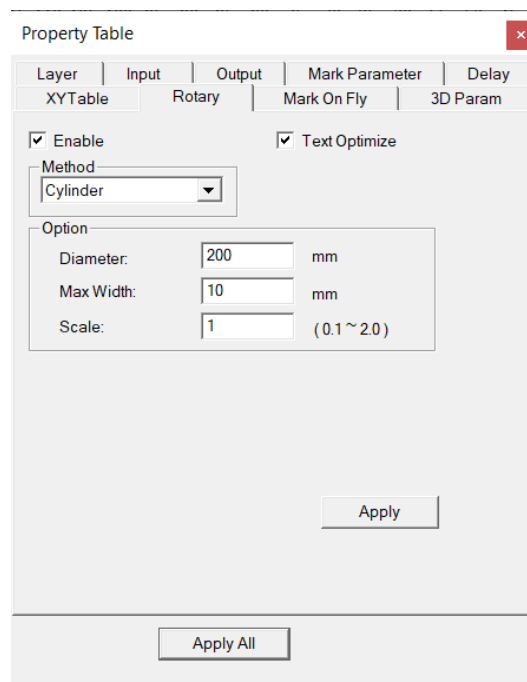 Property Table
Layer Input Output Mark Parameter Delay
XYTable Rotary Mark On Fly 3D Param
Enable Text Optimize
Method
Cylinder
Option
Diameter: 200 mm
Max Width: 10 mm
Scale: 1 ( 0.1 ~ 2.0 )
Apply
Apply All